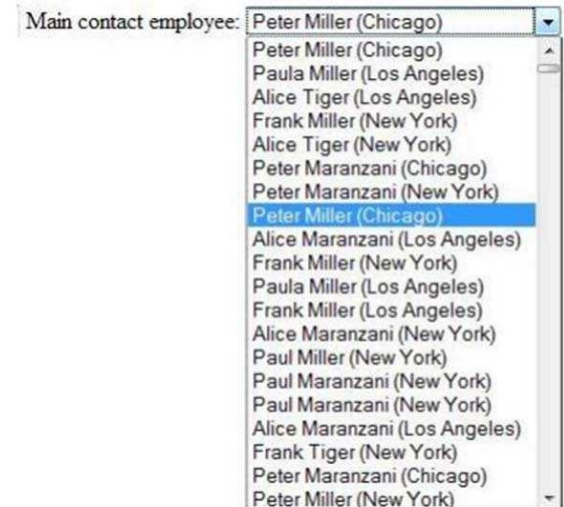 Main contact employee: Peter Miller (Chicago)
Peter Miller (Chicago)
Paula Miller (Los Angeles)
Alice Tiger (Los Angeles)
Frank Miller (New York)
Alice Tiger (New York)
Peter Maranzani (Chicago)
Peter Maranzani (New York)
Peter Miller (Chicago)
Alice Maranzani (Los Angeles)
Frank Miller (New York)
Paula Miller (Los Angeles)
Frank Miller (Los Angeles)
Alice Maranzani (New York)
Paul Miller (New York)
Paul Maranzani (New York)
Paul Maranzani (New York)
Alice Maranzani (Los Angeles)
Frank Tiger (New York)
Peter Maranzani (Chicago)
Peter Miller (New York)